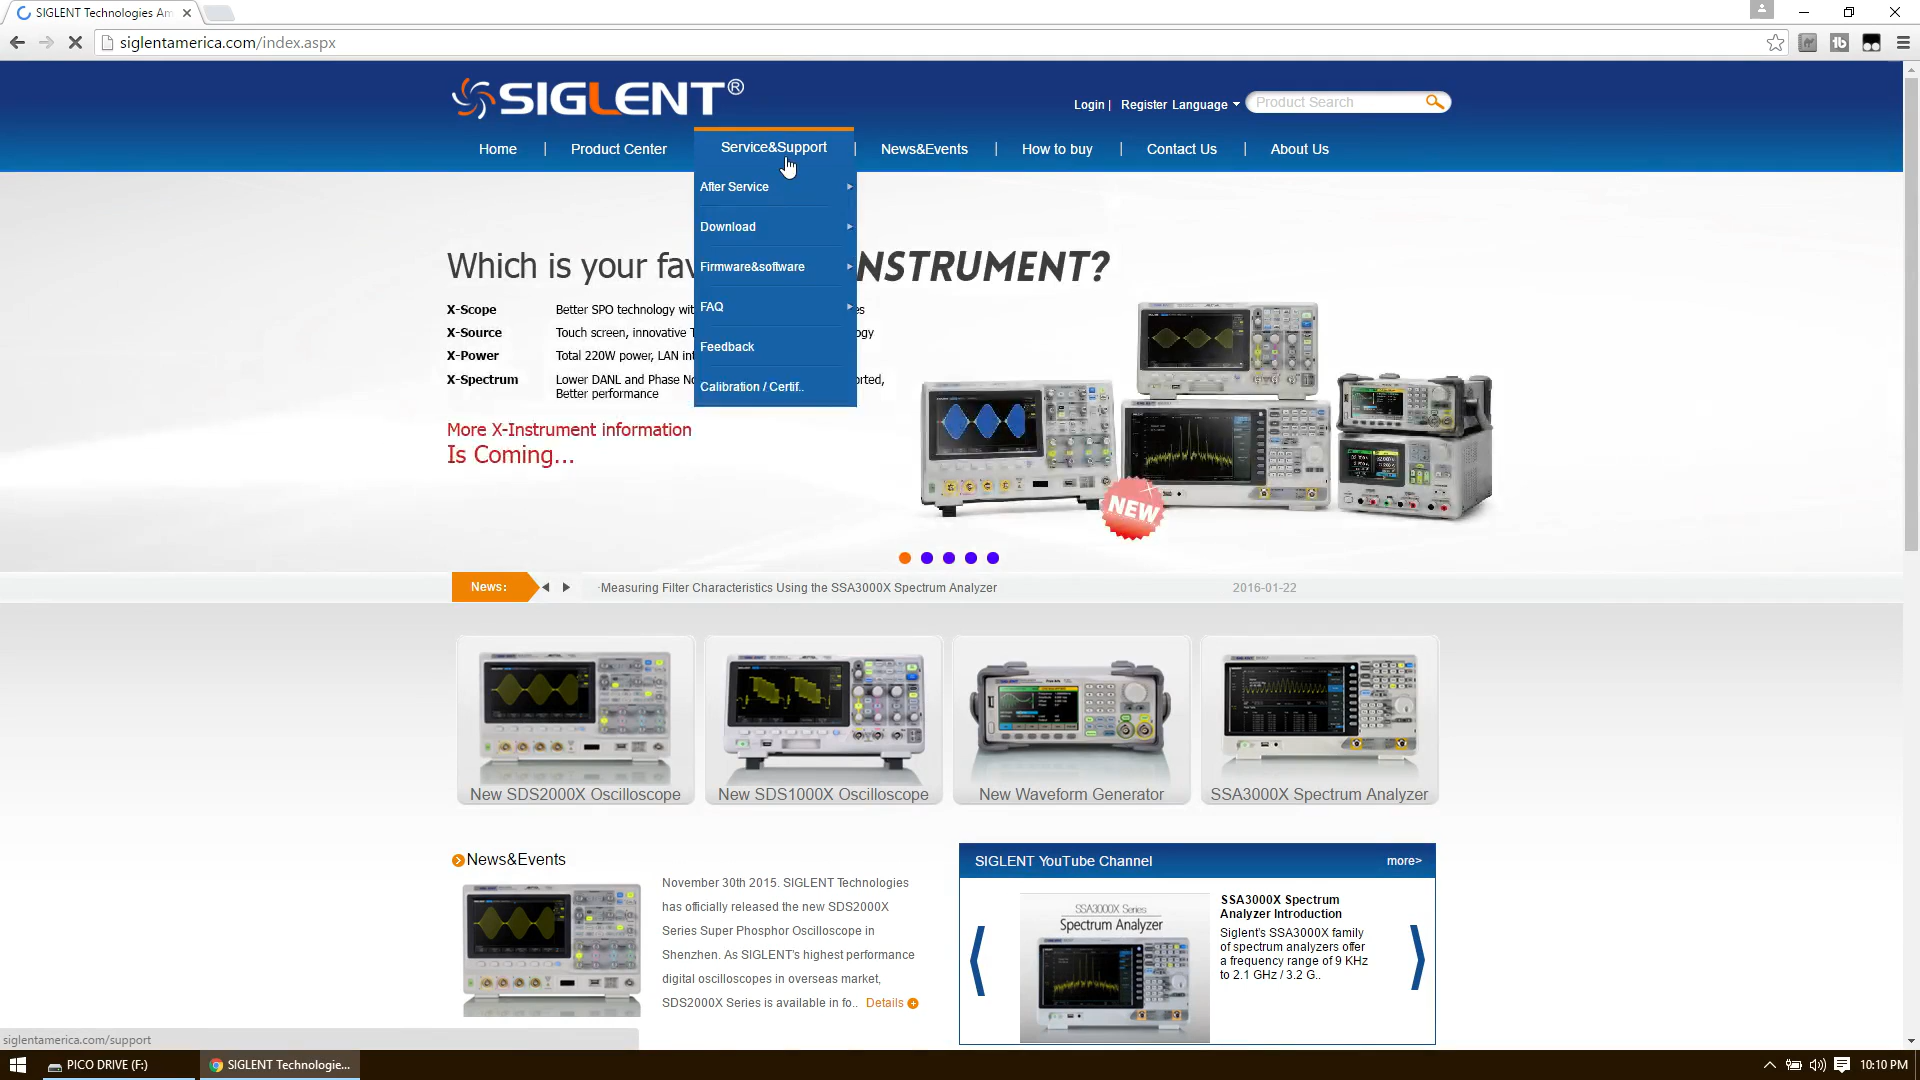 SIGLENT Technologies Am
siglentamerica.com/index.aspx
SIGLENT®
Login | Register Language
Product Search
Home | Product Center
Service&Support
| News&Events | How to buy | Contact Us | About Us
After Service
Download
Firmware&software
FAQ
Feedback
Calibration / Certif..
Which is your fav
NSTRUMENT?
X-Scope Better SPO technology wit es
X-Source Touch screen, innovative T ology
X-Power Total 220W power, LAN int
X-Spectrum Lower DANL and Phase No orted,
Better performance
More X-Instrument information
Is Coming...
NEW
News: ·Measuring Filter Characteristics Using the SSA3000X Spectrum Analyzer 2016-01-22
New SDS2000X Oscilloscope
New SDS1000X Oscilloscope
New Waveform Generator
SSA3000X Spectrum Analyzer
News&Events
November 30th 2015. SIGLENT Technologies
has officially released the new SDS2000X
Series Super Phosphor Oscilloscope in
Shenzhen. As SIGLENT's highest performance
digital oscilloscopes in overseas market,
SDS2000X Series is available in fo.. Details
SIGLENT YouTube Channel more>
SSA3000X Series
Spectrum Analyzer
SSA3000X Spectrum
Analyzer Introduction
Siglent's SSA3000X family
of spectrum analyzers offer
a frequency range of 9 KHz
to 2.1 GHz / 3.2 G..
siglentamerica.com/support
PICO DRIVE (F:)
SIGLENT Technologie...
10:10 PM